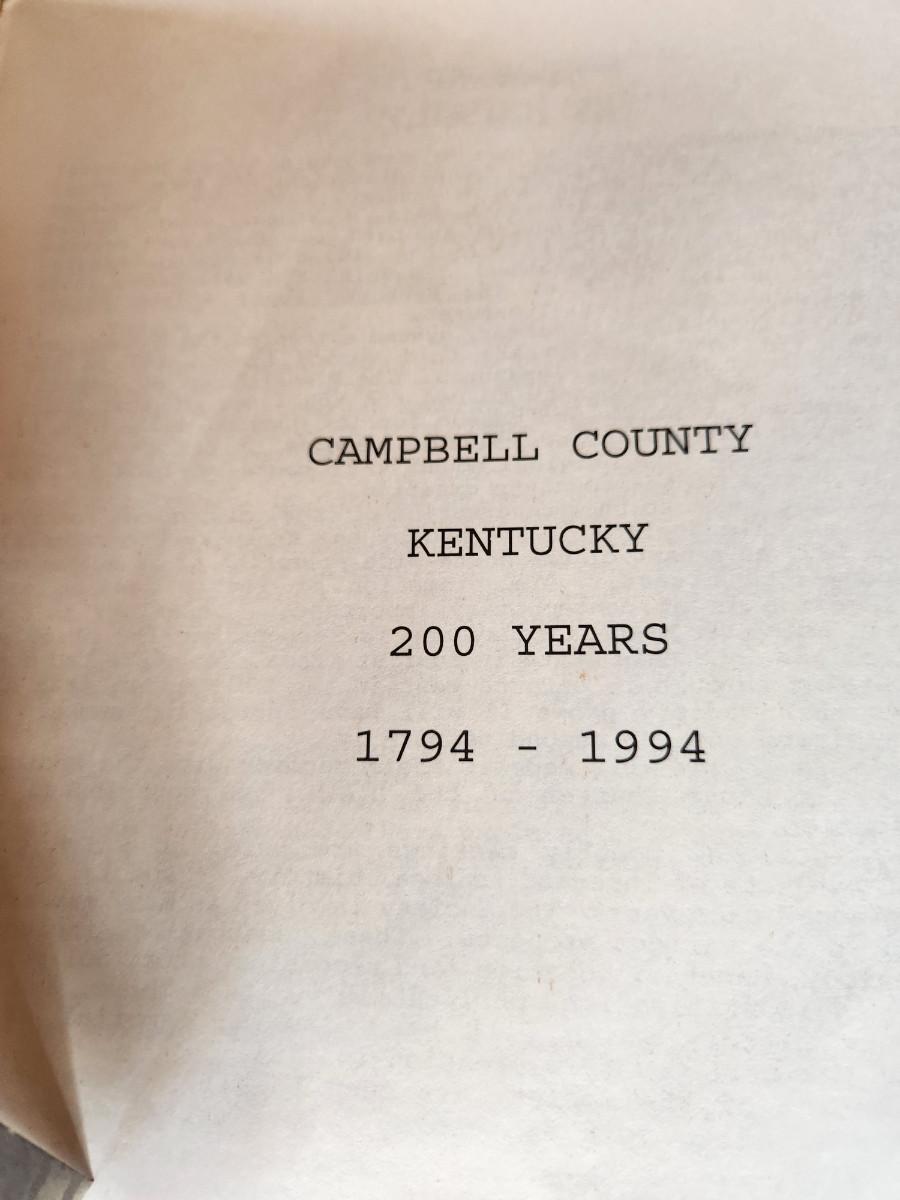 CAMPBELL COUNTY
KENTUCKY
200 YEARS
1794 - 1994